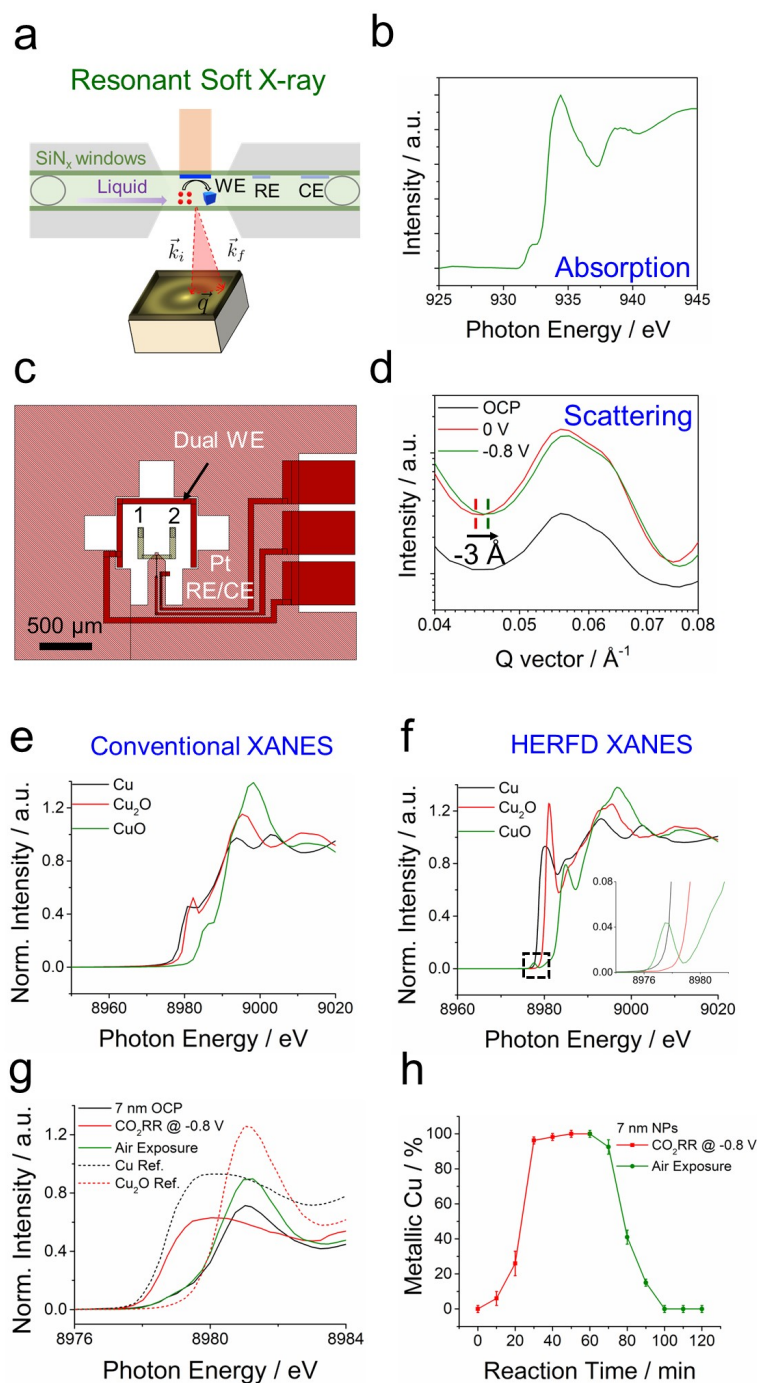 a
Resonant Soft X-ray
SiNₓ windows
Liquid
WE
RE
CE
k⃗ᵢ
k⃗f
q⃗
b
Intensity / a.u.
Absorption
925 930 935 940 945
Photon Energy / eV
c
Dual WE
1 2
Pt
RE/CE
500 µm
d
OCP
0 V
-0.8 V
Scattering
Intensity / a.u.
-3 Å
0.04 0.05 0.06 0.07 0.08
Q vector / Å⁻¹
e
Conventional XANES
Cu
Cu₂O
CuO
Norm. Intensity / a.u.
1.2
0.8
0.4
0.0
8960 8980 9000 9020
Photon Energy / eV
f
HERFD XANES
Cu
Cu₂O
CuO
Norm. Intensity / a.u.
1.2
0.8
0.4
0.0
0.08
0.04
0.00
8976 8980
8960 8980 9000 9020
Photon Energy / eV
g
7 nm OCP
CO₂RR @ -0.8 V
Air Exposure
Cu Ref.
Cu₂O Ref.
Norm. Intensity / a.u.
1.2
0.8
0.4
0.0
8976 8980 8984
Photon Energy / eV
h
7 nm NPs
CO₂RR @ -0.8 V
Air Exposure
Metallic Cu / %
100
80
60
40
20
0
0 20 40 60 80 100 120
Reaction Time / min